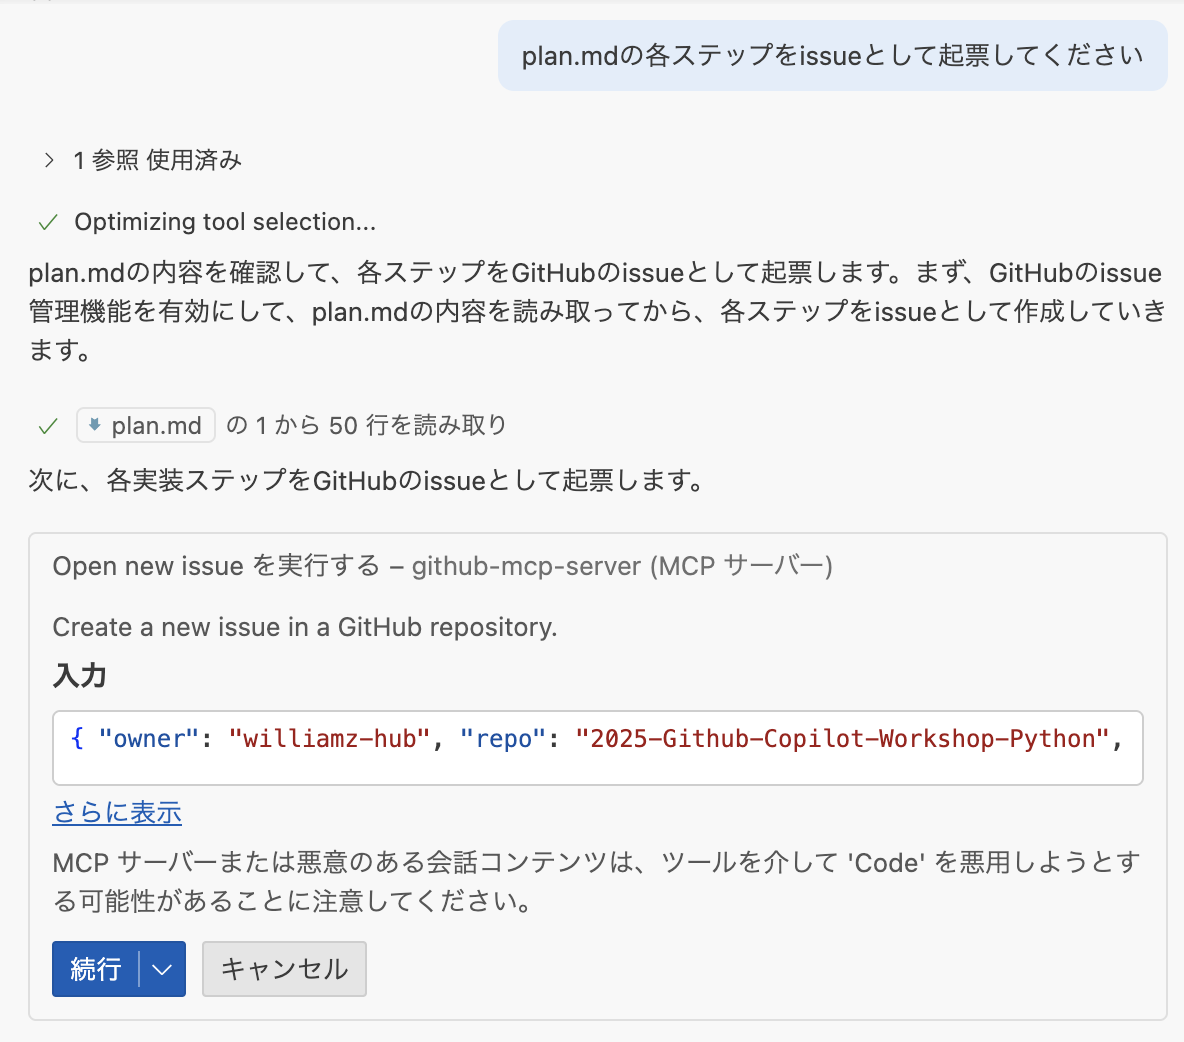 plan.mdの各ステップをissueとして起票してください
1 参照 使用済み
Optimizing tool selection...
plan.mdの内容を確認して、各ステップをGitHubのissueとして起票します。まず、GitHubのissue
管理機能を有効にして、plan.mdの内容を読み取ってから、各ステップをissueとして作成していき
ます。
plan.md の 1 から 50 行を読み取り
次に、各実装ステップをGitHubのissueとして起票します。
Open new issue を実行する – github-mcp-server (MCP サーバー)
Create a new issue in a GitHub repository.
入力
{ "owner": "williamz-hub", "repo": "2025-Github-Copilot-Workshop-Python",
さらに表示
MCP サーバーまたは悪意のある会話コンテンツは、ツールを介して 'Code' を悪用しようとす
る可能性があることに注意してください。
続行 キャンセル